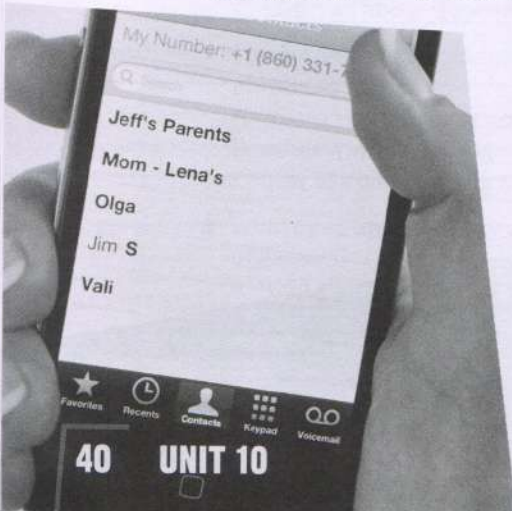 My Number: +1 (860) 331-7
Search
Jeff's Parents
Mom - Lena's
Olga
Jim S
Vali
Favorites Recents Contacts Keypad Voicemail
40 UNIT 10